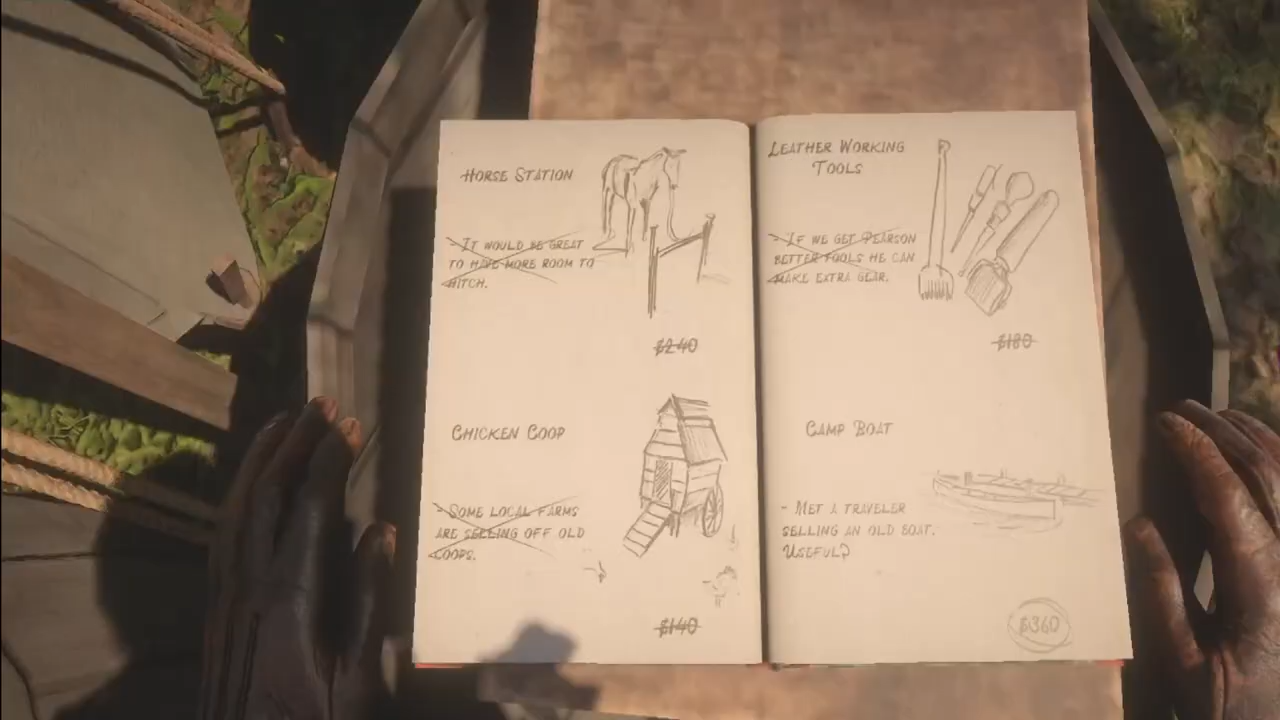 Horse Station
- It would be great
to have more room to
hitch.
$240
Chicken Coop
- Some local farms
are selling off old
coops.
$140
Leather Working
Tools
- If we get Pearson
better tools he can
make extra gear.
$180
Camp Boat
- Met a traveler
selling an old boat.
Useful?
$360